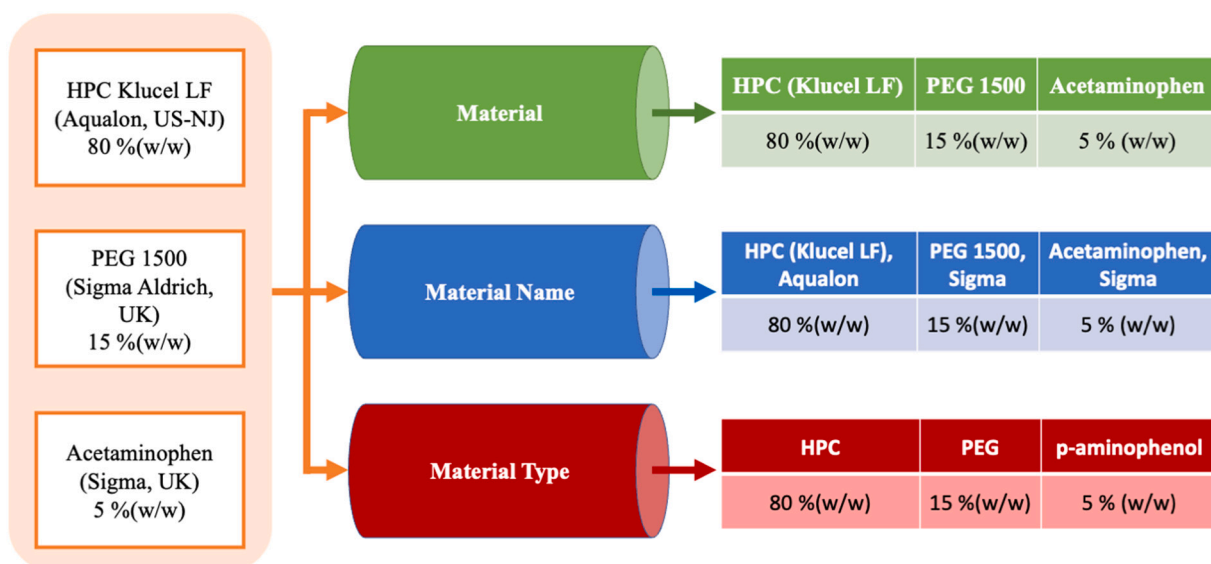 HPC Klucel LF
(Aqualon, US-NJ)
80 %(w/w)
PEG 1500
(Sigma Aldrich,
UK)
15 %(w/w)
Acetaminophen
(Sigma, UK)
5 %(w/w)
Material
HPC (Klucel LF) PEG 1500 Acetaminophen
80 %(w/w) 15 %(w/w) 5 % (w/w)
Material Name
HPC (Klucel LF), PEG 1500, Acetaminophen,
Aqualon Sigma Sigma
80 %(w/w) 15 %(w/w) 5 % (w/w)
Material Type
HPC PEG p-aminophenol
80 %(w/w) 15 %(w/w) 5 % (w/w)